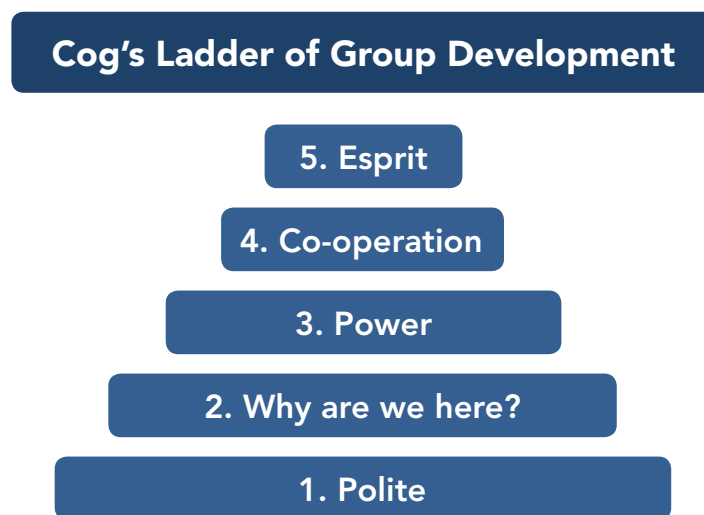 Cog’s Ladder of Group Development
5. Esprit
4. Co-operation
3. Power
2. Why are we here?
1. Polite